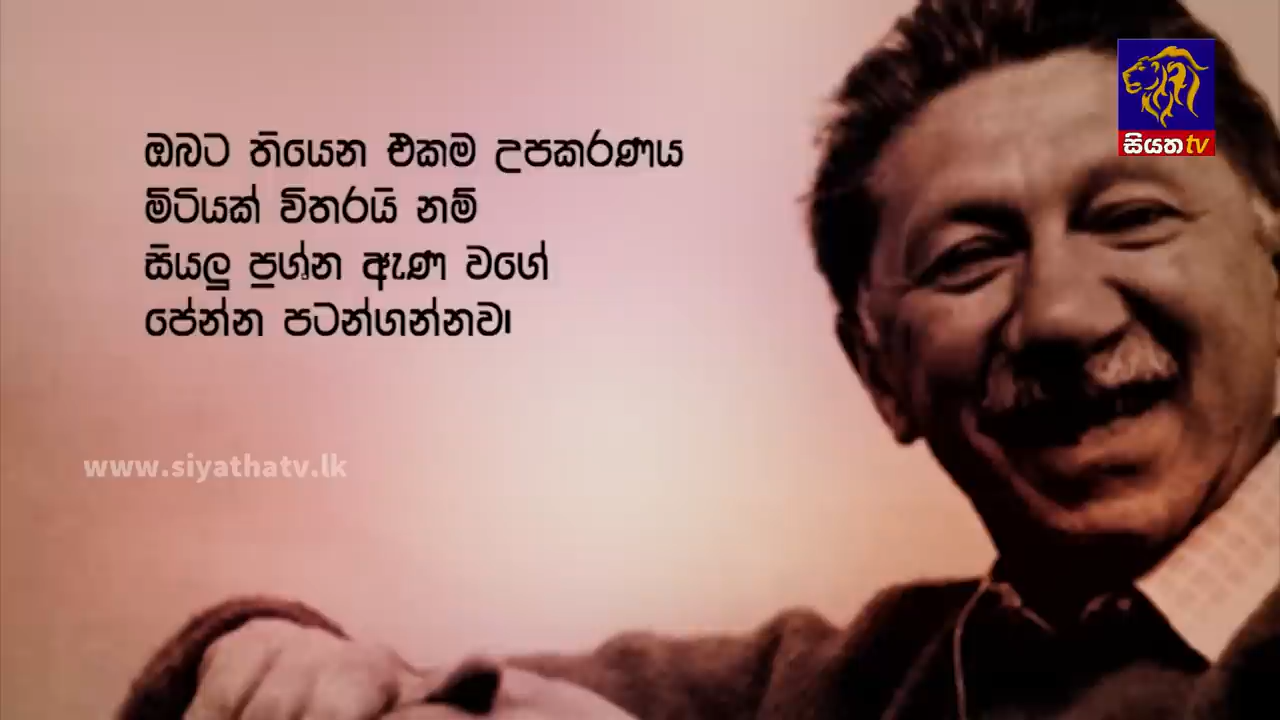 ඔබට තියෙන එකම උපකරණය
මිටියක් විතරයි නම්
සියලු ප්‍රශ්න ඇණ වගේ
පේන්න පටන්ගන්නවා
සියත tv
www.siyathatv.lk